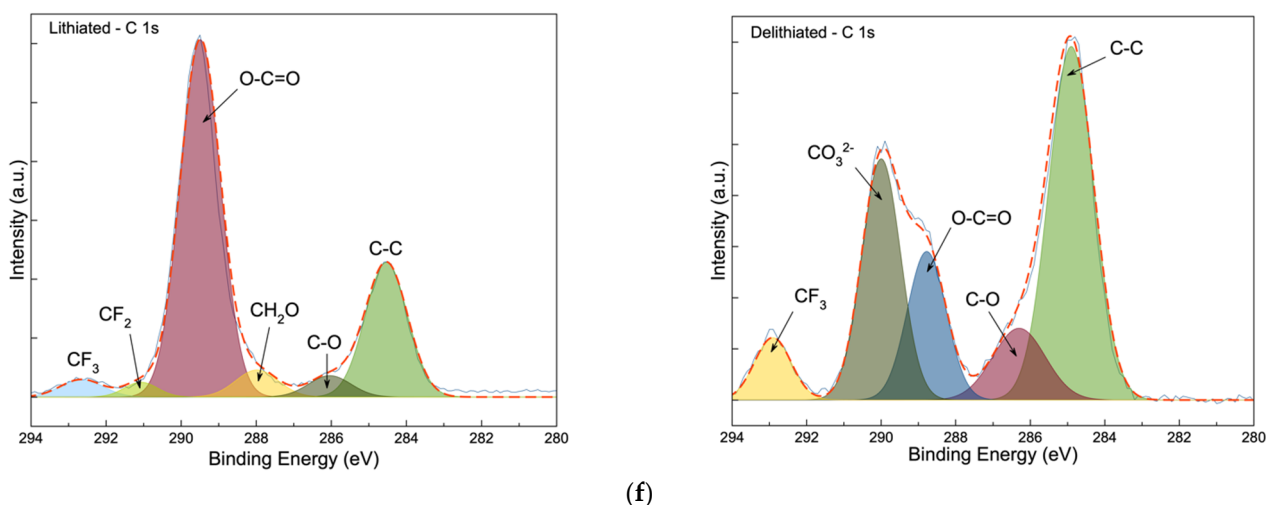 Lithiated - C 1s
O-C=O
C-C
CF₂
CH₂O
CF₃
C-O
Intensity (a.u.)
294 292 290 288 286 284 282 280
Binding Energy (eV)
Delithiated - C 1s
C-C
CO₃²⁻
O-C=O
CF₃
C-O
Intensity (a.u.)
294 292 290 288 286 284 282 280
Binding Energy (eV)
(f)